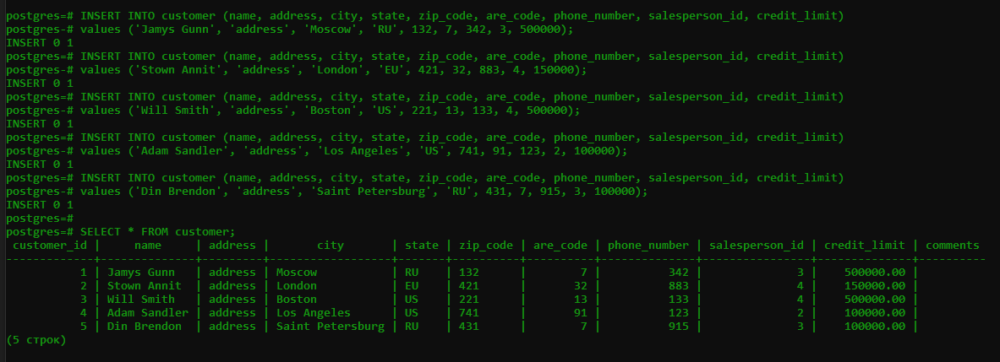 postgres=# INSERT INTO customer (name, address, city, state, zip_code, are_code, phone_number, salesperson_id, credit_limit)
postgres-# values ('Jamys Gunn', 'address', 'Moscow', 'RU', 132, 7, 342, 3, 500000);
INSERT 0 1
postgres=# INSERT INTO customer (name, address, city, state, zip_code, are_code, phone_number, salesperson_id, credit_limit)
postgres-# values ('Stown Annit', 'address', 'London', 'EU', 421, 32, 883, 4, 150000);
INSERT 0 1
postgres=# INSERT INTO customer (name, address, city, state, zip_code, are_code, phone_number, salesperson_id, credit_limit)
postgres-# values ('Will Smith', 'address', 'Boston', 'US', 221, 13, 133, 4, 500000);
INSERT 0 1
postgres=# INSERT INTO customer (name, address, city, state, zip_code, are_code, phone_number, salesperson_id, credit_limit)
postgres-# values ('Adam Sandler', 'address', 'Los Angeles', 'US', 741, 91, 123, 2, 100000);
INSERT 0 1
postgres=# INSERT INTO customer (name, address, city, state, zip_code, are_code, phone_number, salesperson_id, credit_limit)
postgres-# values ('Din Brendon', 'address', 'Saint Petersburg', 'RU', 431, 7, 915, 3, 100000);
INSERT 0 1
postgres=#
postgres=# SELECT * FROM customer;
 customer_id |     name     | address |       city       | state | zip_code | are_code | phone_number | salesperson_id | credit_limit | comments
-------------+--------------+---------+------------------+-------+----------+----------+--------------+----------------+--------------+----------
           1 | Jamys Gunn   | address | Moscow           | RU    | 132      |        7 |          342 |              3 |    500000.00 |
           2 | Stown Annit  | address | London           | EU    | 421      |       32 |          883 |              4 |    150000.00 |
           3 | Will Smith   | address | Boston           | US    | 221      |       13 |          133 |              4 |    500000.00 |
           4 | Adam Sandler | address | Los Angeles      | US    | 741      |       91 |          123 |              2 |    100000.00 |
           5 | Din Brendon  | address | Saint Petersburg | RU    | 431      |        7 |          915 |              3 |    100000.00 |
(5 строк)